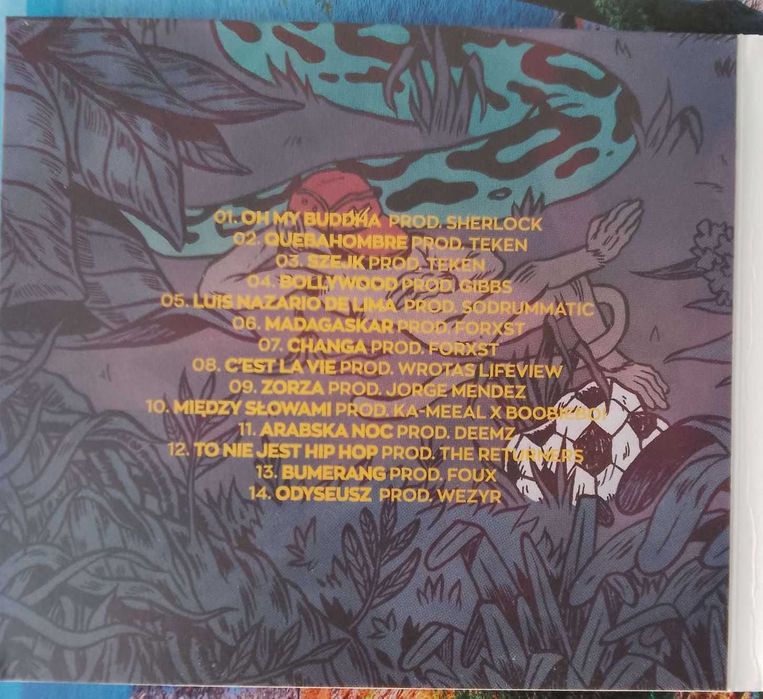 01. OH MY BUDDHA PROD. SHERLOCK
02. QUEBAHOMBRE PROD. TEKEN
03. SZEJK PROD. TEKEN
04. BOLLYWOOD PROD. GIBBS
05. LUIS NAZARIO DE LIMA PROD. SODRUMMATIC
06. MADAGASKAR PROD. FORXST
07. CHANGA PROD. FORXST
08. C'EST LA VIE PROD. WROTAS LIFEVIEW
09. ZORZA PROD. JORGE MENDEZ
10. MIĘDZY SŁOWAMI PROD. KA-MEEAL X BOOBIEBOI
11. ARABSKA NOC PROD. DEEMZ
12. TO NIE JEST HIP HOP PROD. THE RETURNERS
13. BUMERANG PROD. FOUX
14. ODYSEUSZ PROD. WEZYR